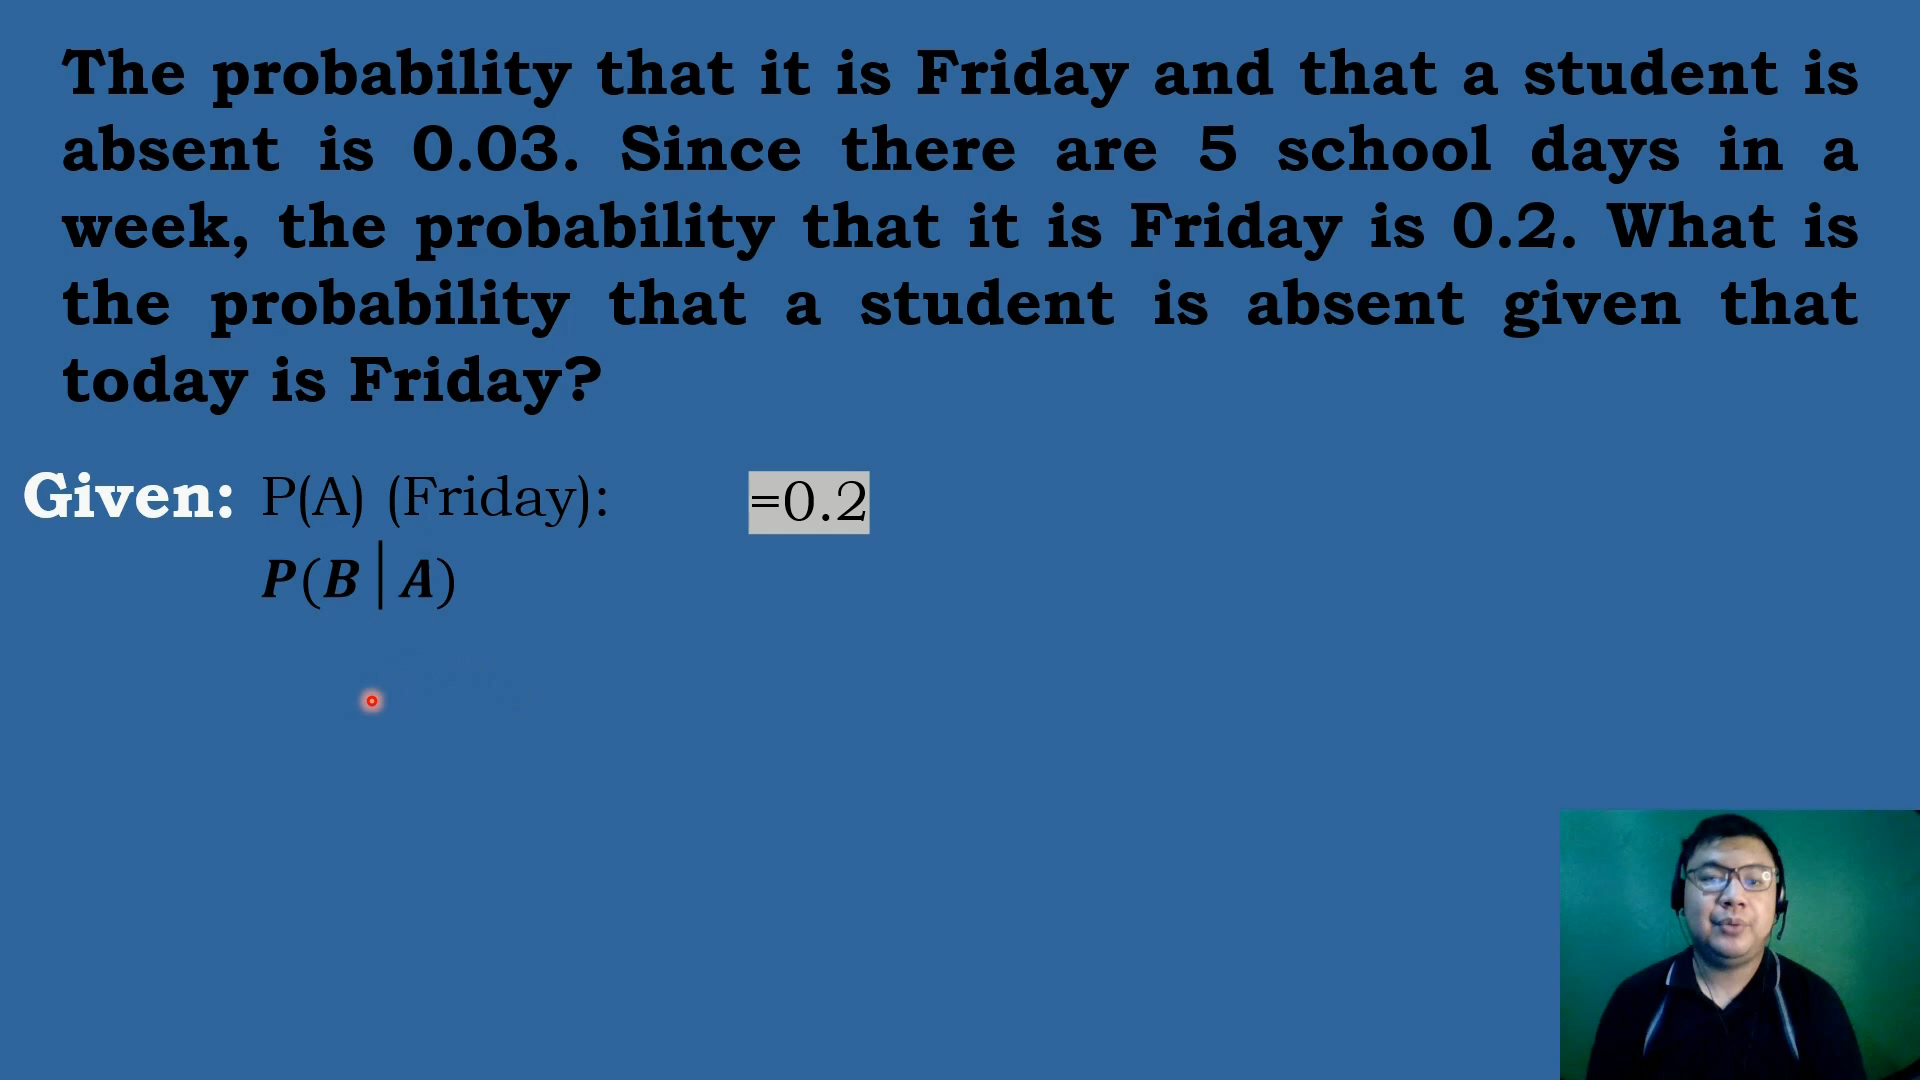 The probability that it is Friday and that a student is
absent is 0.03. Since there are 5 school days in a
week, the probability that it is Friday is 0.2. What is
the probability that a student is absent given that
today is Friday?
Given: P(A) (Friday): =0.2
P(B|A)